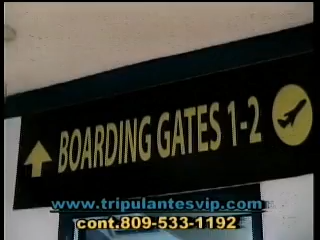 BOARDING GATES 1-2
www.tripulantesvip.com
cont.809-533-1192